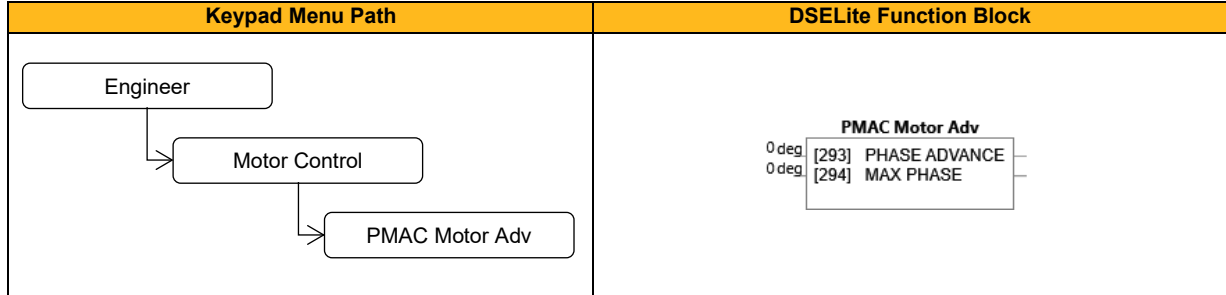 Keypad Menu Path
DSELite Function Block
Engineer
Motor Control
PMAC Motor Adv
PMAC Motor Adv
0 deg [293] PHASE ADVANCE
0 deg [294] MAX PHASE